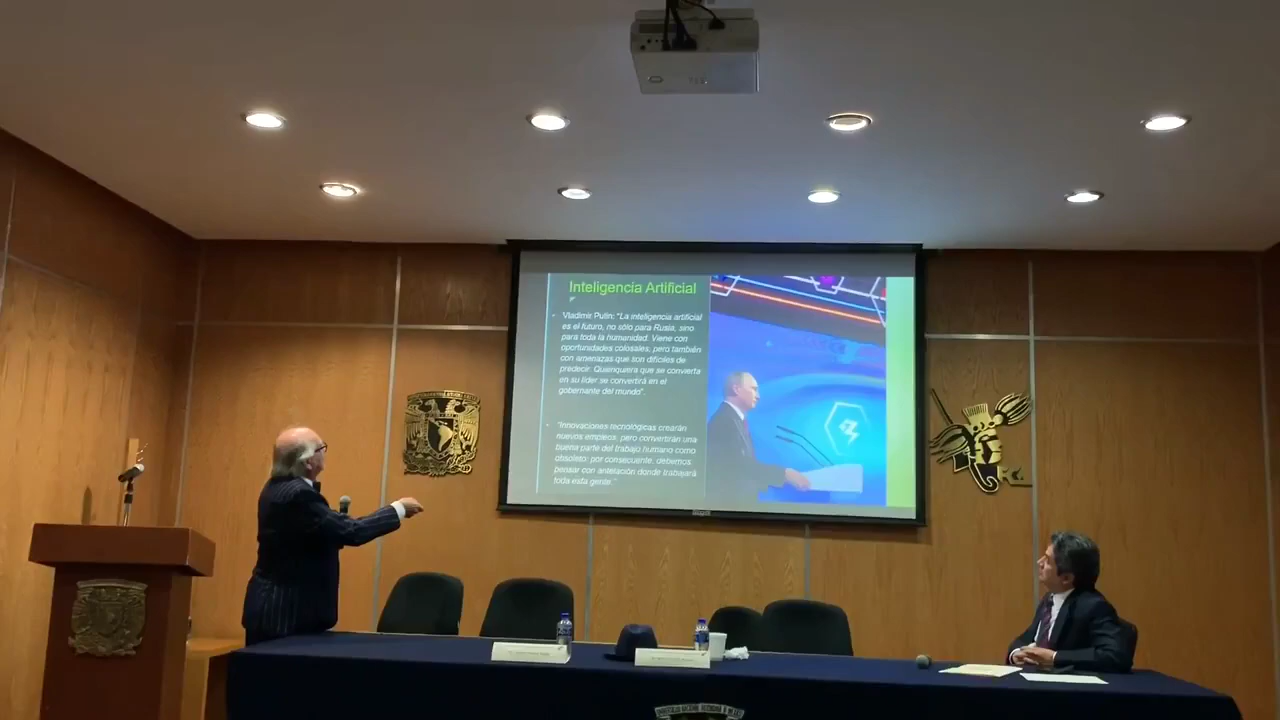 Inteligencia Artificial
Vladimir Putin: "La inteligencia artificial
es el futuro, no sólo para Rusia, sino
para toda la humanidad. Viene con
oportunidades colosales, pero también
con amenazas que son difíciles de
predecir. Quienquiera que se convierta
en su líder se convertirá en el
gobernante del mundo".
"Innovaciones tecnológicas crearán
nuevos empleos, pero convertirán una
buena parte del trabajo humano como
obsoleto; por consecuente, debemos
pensar con antelación donde trabajará
toda esta gente."